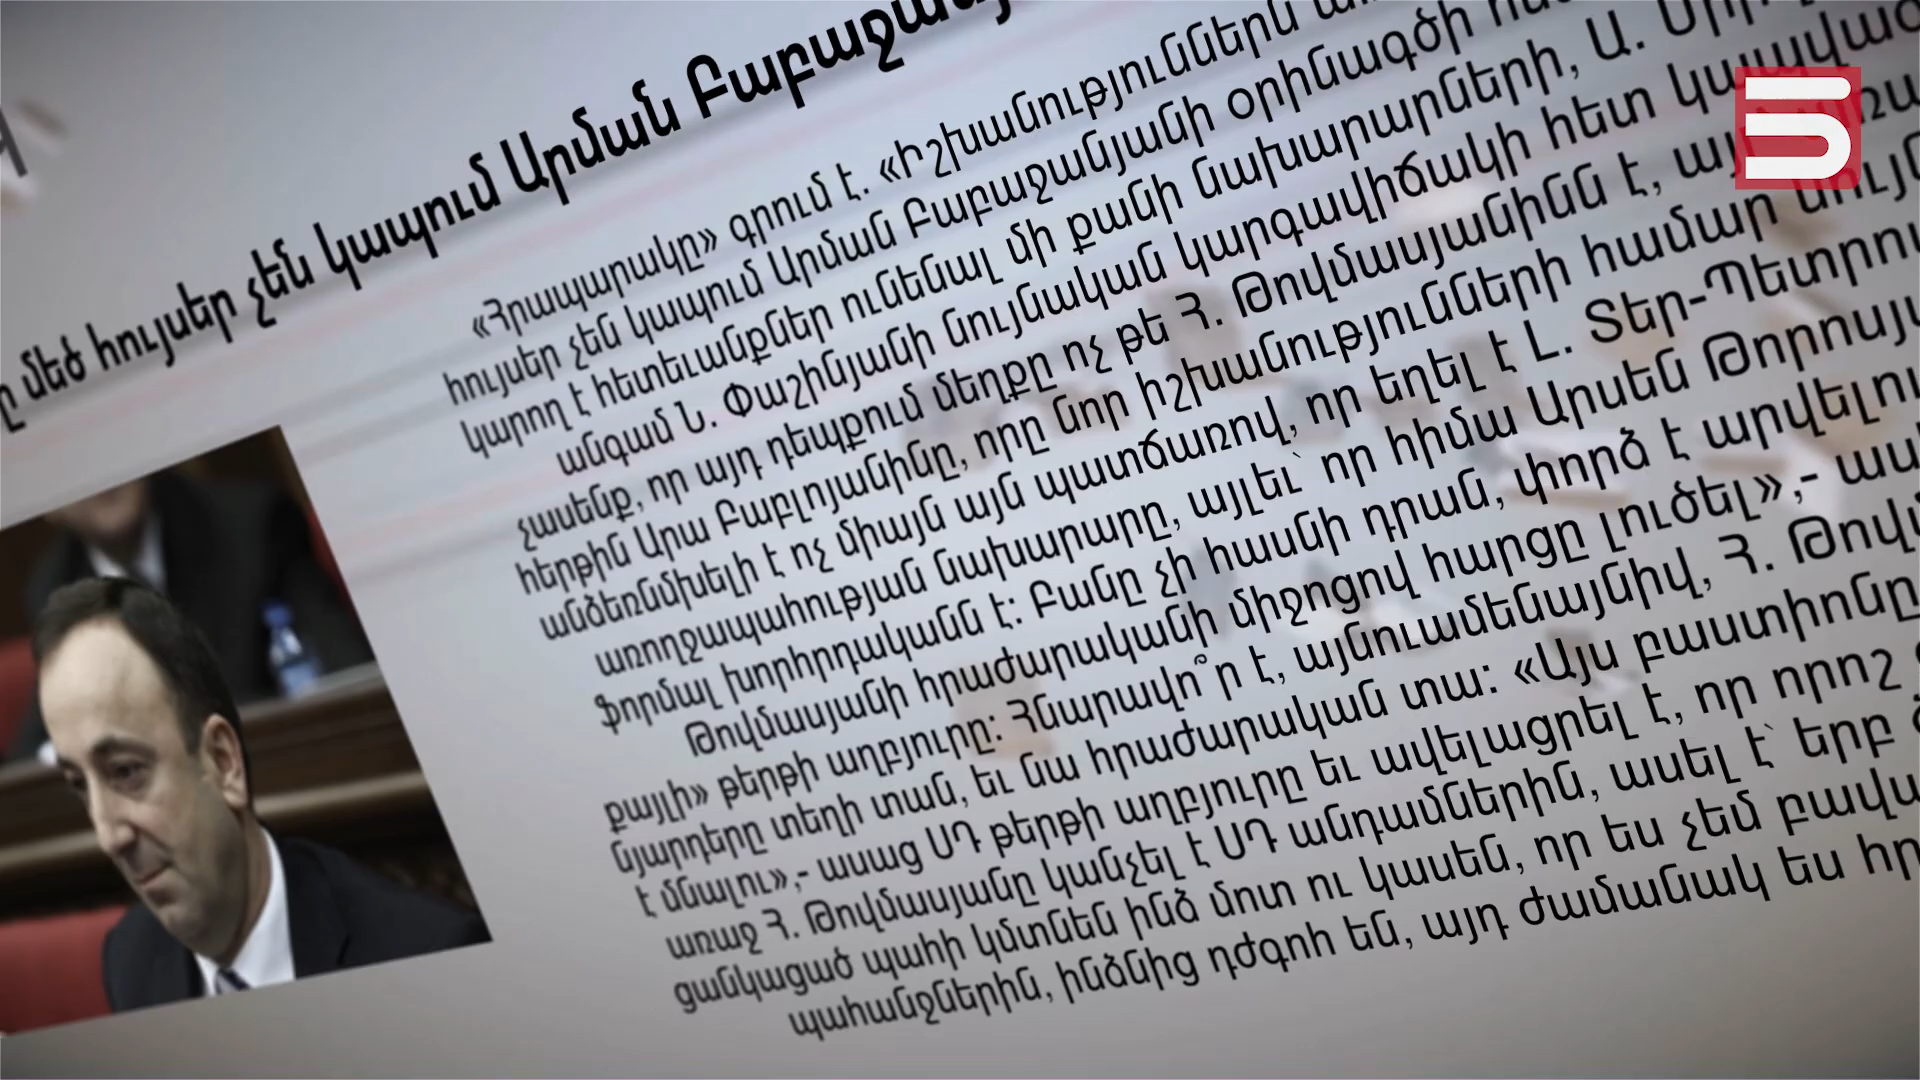 մեծ հույսեր չեն կապում Արման Բաբաջան
«Հրապարակը» գրում է. «Իշխանություններն
հույսեր չեն կապում Արման Բաբաջանյանի օրինագծի
կարող է հետեւանքներ ունենալ մի քանի նախարարների, Ա.
անգամ Ն. Փաշինյանի նույնական կարգավիճակի հետ կապված
չասենք, որ այդ դեպքում մեղքը ոչ թե Հ. Թովմասյանինն է,
հերթին Արա Բաբլոյանինը, որը նոր իշխանությունների համար
անձեռնմխելի է ոչ միայն այն պատճառով, որ եղել է Լ. Տեր-Պետրոս
առողջապահության նախարարը, այլեւ՝ որ հիմա Արսեն Թորոսյա
ֆորմալ խորհրդականն է: Բանը չի հասնի դրան, փորձ է արվելու
Թովմասյանի հրաժարականի միջոցով հարցը լուծել»,-
քայլի» թերթի աղբյուրը: Հնարավո՞ր է, այնուամենայնիվ, Հ. Թովմ
նյարդերը տեղի տան, եւ նա հրաժարական տա: «Այս բաստիոնը
է մնալու»,- ասաց ՍԴ թերթի աղբյուրը եւ ավելացրել է, որ որոշ
առաջ Հ. Թովմասյանը կանչել է ՍԴ անդամներին, ասել է՝ երբ
ցանկացած պահի կմտնեն ինձ մոտ ու կասեն, որ ես չեմ բավա
պահանջներին, ինձնից դժգոհ են, այդ ժամանակ ես հր